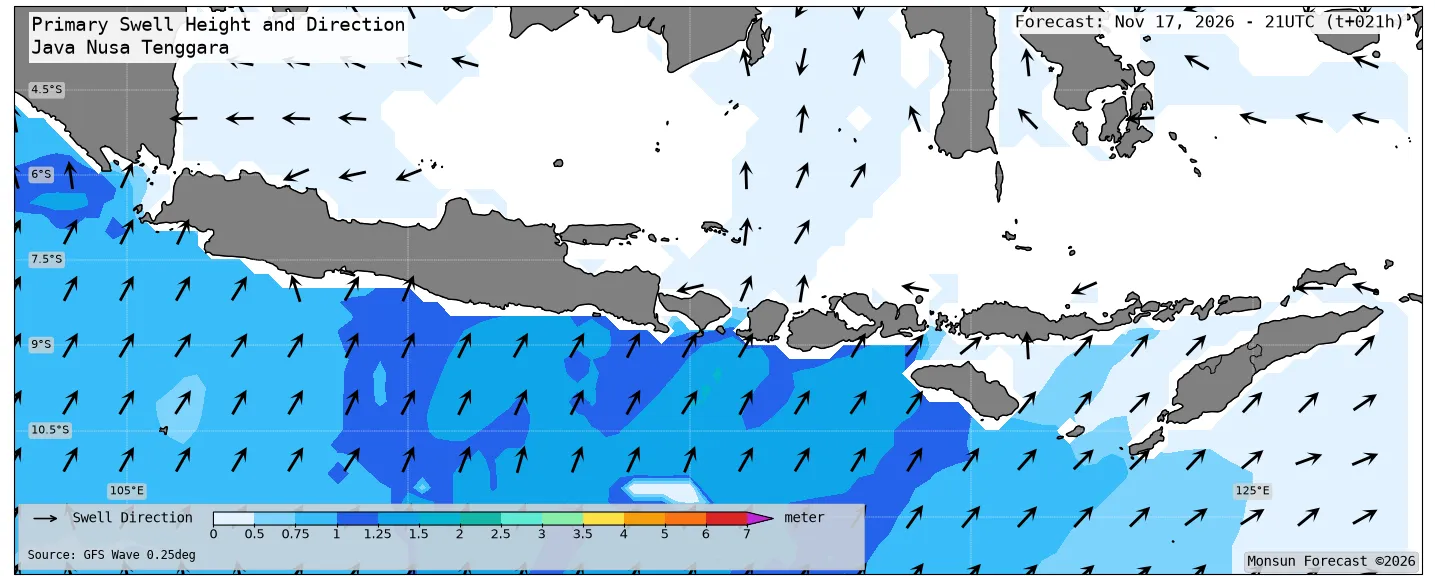 Primary Swell Height and Direction
Java Nusa Tenggara
Forecast: Nov 17, 2026 - 21UTC (t+021h)
4.5°S
6°S
7.5°S
9°S
10.5°S
105°E
125°E
Swell Direction
0 0.5 0.75 1 1.25 1.5 2 2.5 3 3.5 4 5 6 7
meter
Source: GFS Wave 0.25deg
Monsun Forecast ©2026